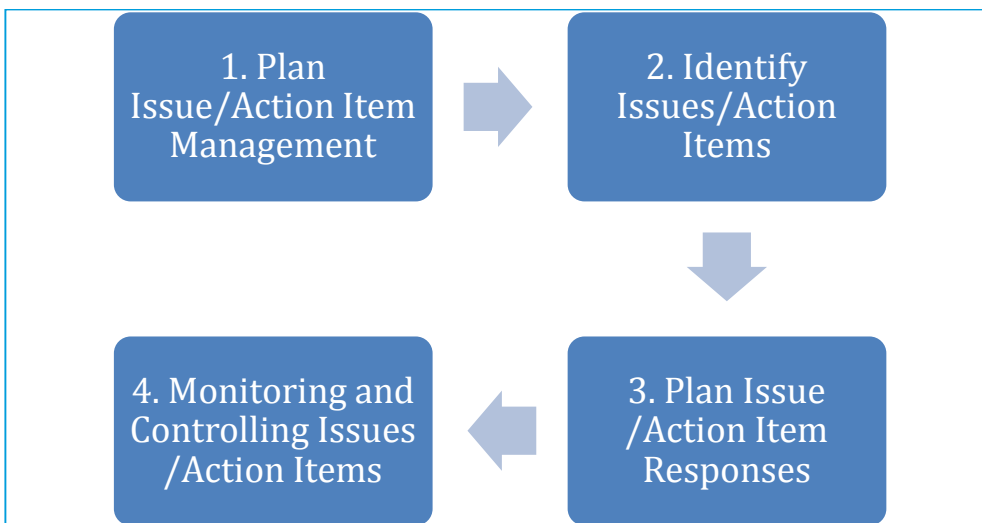 1. Plan
Issue/Action Item
Management
2. Identify
Issues/Action
Items
3. Plan Issue
/Action Item
Responses
4. Monitoring and
Controlling Issues
/Action Items